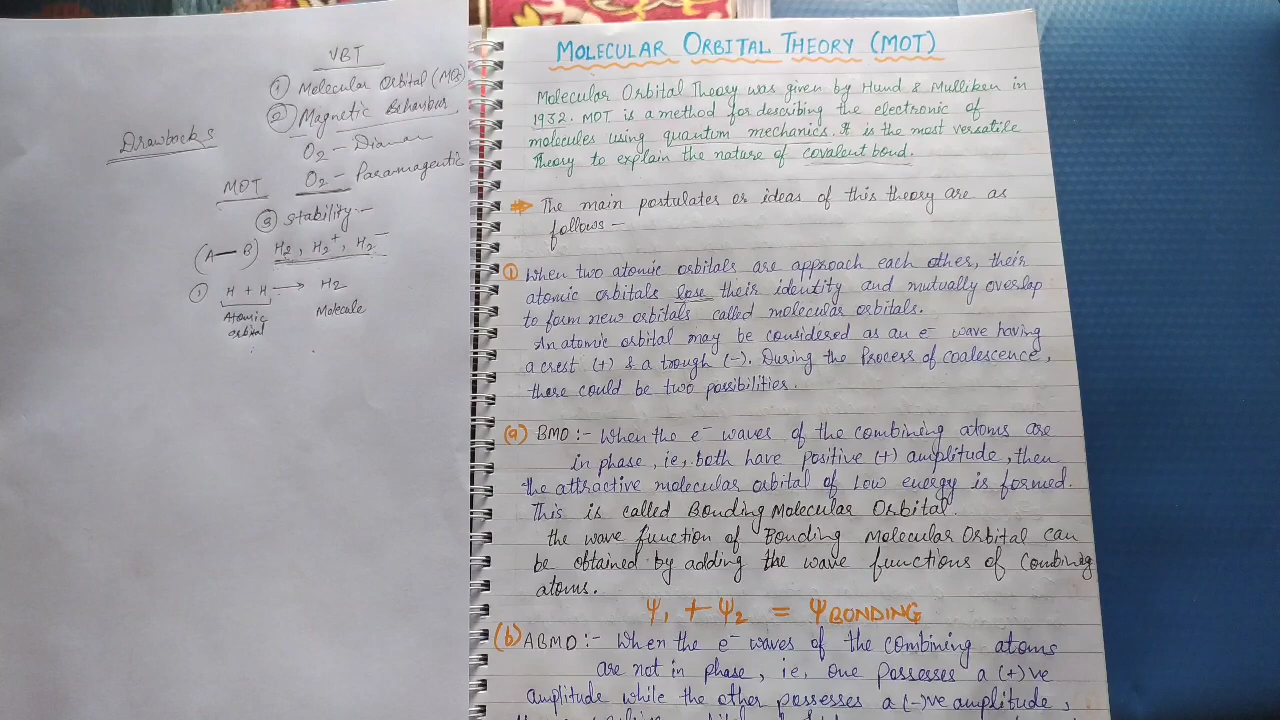 VBT
① Molecular Orbital (MO)
② Magnetic Behaviour
Drawbacks
O2 – Diamag
O2 – Paramagnetic
MOT
③ Stability –
(A — B) H2, H2+, H2-
① H + H → H2
Atomic orbital
Molecule
MOLECULAR ORBITAL THEORY (MOT)
Molecular Orbital Theory was given by Hund & Mulliken in
1932. MOT is a method for describing the electronic of
molecules using quantum mechanics. It is the most versatile
Theory to explain the nature of covalent bond.
➡ The main postulates or ideas of this theory are as
follows –
① When two atomic orbitals are approach each other, their
atomic orbitals lose their identity and mutually overlap
to form new orbitals called molecular orbitals.
An atomic orbital may be considered as an e- wave having
a crest (+) & a trough (-). During the Process of coalescence,
there could be two possibilities.
(a) BMO :- When the e- waves of the combining atoms are
in phase, ie, both have positive (+) amplitude, then
the attractive molecular orbital of Low energy is formed.
This is called Bonding Molecular Orbital.
the wave function of Bonding Molecular Orbital can
be obtained by adding the wave functions of combining
atoms.
Ψ1 + Ψ2 = Ψ BONDING
(b) ABMO :- When the e- waves of the combining atoms
are not in phase, ie, one possesses a (+)ve
amplitude while the other possesses a (-)ve amplitude,